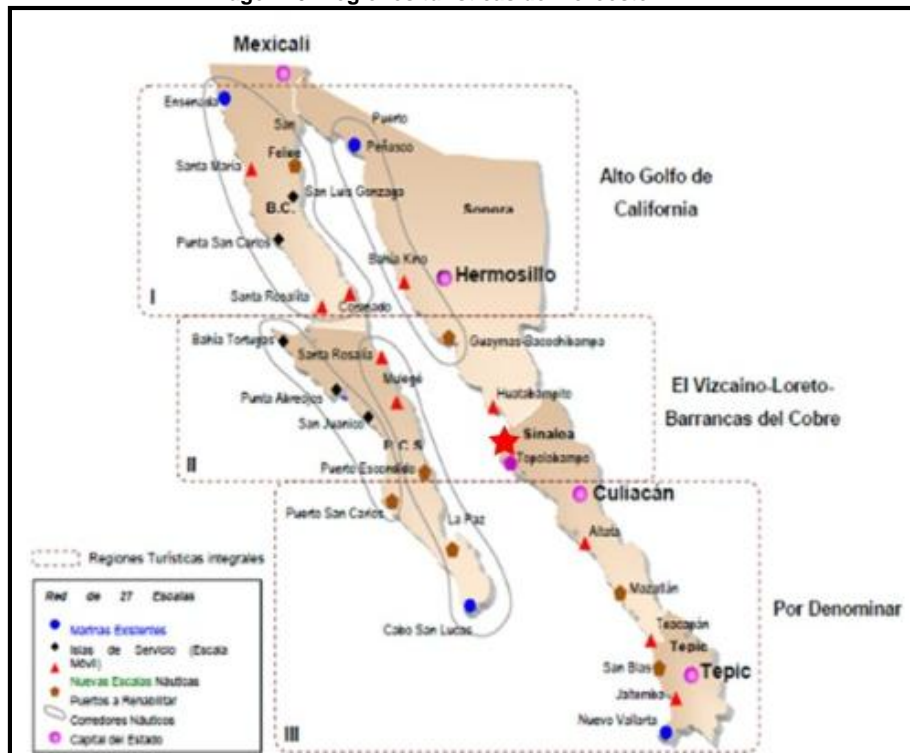 Mexicali
Ensenada
San
Felipe
Puerto
Peñasco
Santa María
San Luis Gonzaga
B.C.
Sonora
Alto Golfo de
California
Punta San Carlos
Bahía Kino
Hermosillo
Santa Rosalita
Coronado
I
Bahía Tortugas
Santa Rosalía
Guaymas-Bacochibampo
Mulegé
Huatabampito
El Vizcaino-Loreto-
Barrancas del Cobre
Punta Abreojos
San Juanico
Sinaloa
B.C.S
Topolobampo
II
Puerto Escondido
Puerto San Carlos
Culiacán
La Paz
Altata
Mazatlán
Por Denominar
Cabo San Lucas
Teacapán
Tepic
San Blas
Tepic
Jaltemba
Nuevo Vallarta
III
Regiones Turísticas integrales
Red de 27 Escalas
Marinas Existentes
Islas de Servicio (Escala
Móvil)
Nuevas Escalas Náuticas
Puertos a Rehabilitar
Corredores Náuticos
Capital del Estado